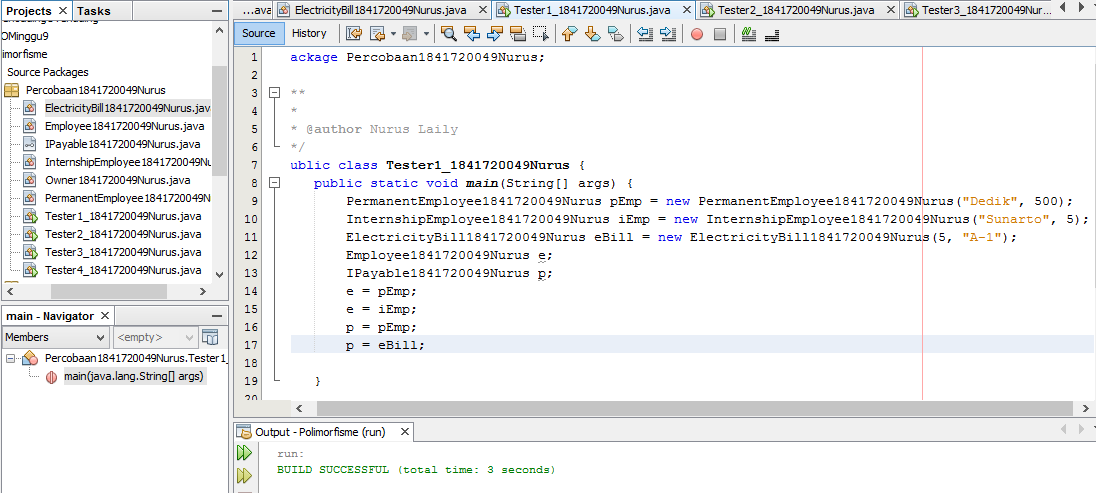 Projects
Tasks
OMinggu9
imorfisme
Source Packages
Percobaan1841720049Nurus
ElectricityBill1841720049Nurus.java
Employee1841720049Nurus.java
IPayable1841720049Nurus.java
InternshipEmployee1841720049Nu
Owner1841720049Nurus.java
PermanentEmployee1841720049Nu
Tester1_1841720049Nurus.java
Tester2_1841720049Nurus.java
Tester3_1841720049Nurus.java
Tester4_1841720049Nurus.java
main - Navigator
Members
<empty>
Percobaan1841720049Nurus.Tester1_
main(java.lang.String[] args)
...ava
ElectricityBill1841720049Nurus.java
Tester1_1841720049Nurus.java
Tester2_1841720049Nurus.java
Tester3_1841720049Nur...
Source
History
1 ackage Percobaan1841720049Nurus;
2
3 **
4 *
5 * @author Nurus Laily
6 */
7 ublic class Tester1_1841720049Nurus {
8 public static void main(String[] args) {
9 PermanentEmployee1841720049Nurus pEmp = new PermanentEmployee1841720049Nurus("Dedik", 500);
10 InternshipEmployee1841720049Nurus iEmp = new InternshipEmployee1841720049Nurus("Sunarto", 5);
11 ElectricityBill1841720049Nurus eBill = new ElectricityBill1841720049Nurus(5, "A-1");
12 Employee1841720049Nurus e;
13 IPayable1841720049Nurus p;
14 e = pEmp;
15 e = iEmp;
16 p = pEmp;
17 p = eBill;
18
19 }
20
Output - Polimorfisme (run)
run:
BUILD SUCCESSFUL (total time: 3 seconds)